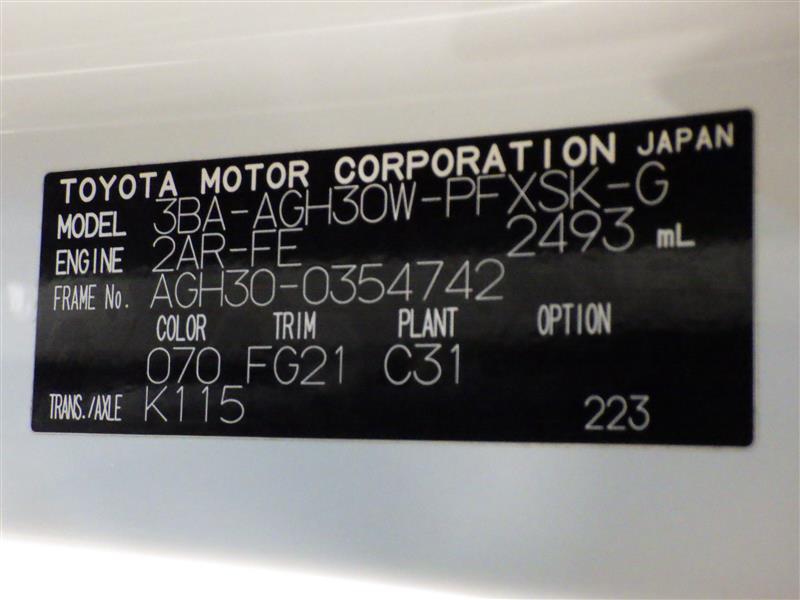 TOYOTA MOTOR CORPORATION JAPAN
MODEL 3BA-AGH30W-PFXSK-G
ENGINE 2AR-FE 2493 mL
FRAME No. AGH30-0354742
COLOR TRIM PLANT OPTION
070 FG21 C31
TRANS./AXLE K115 223